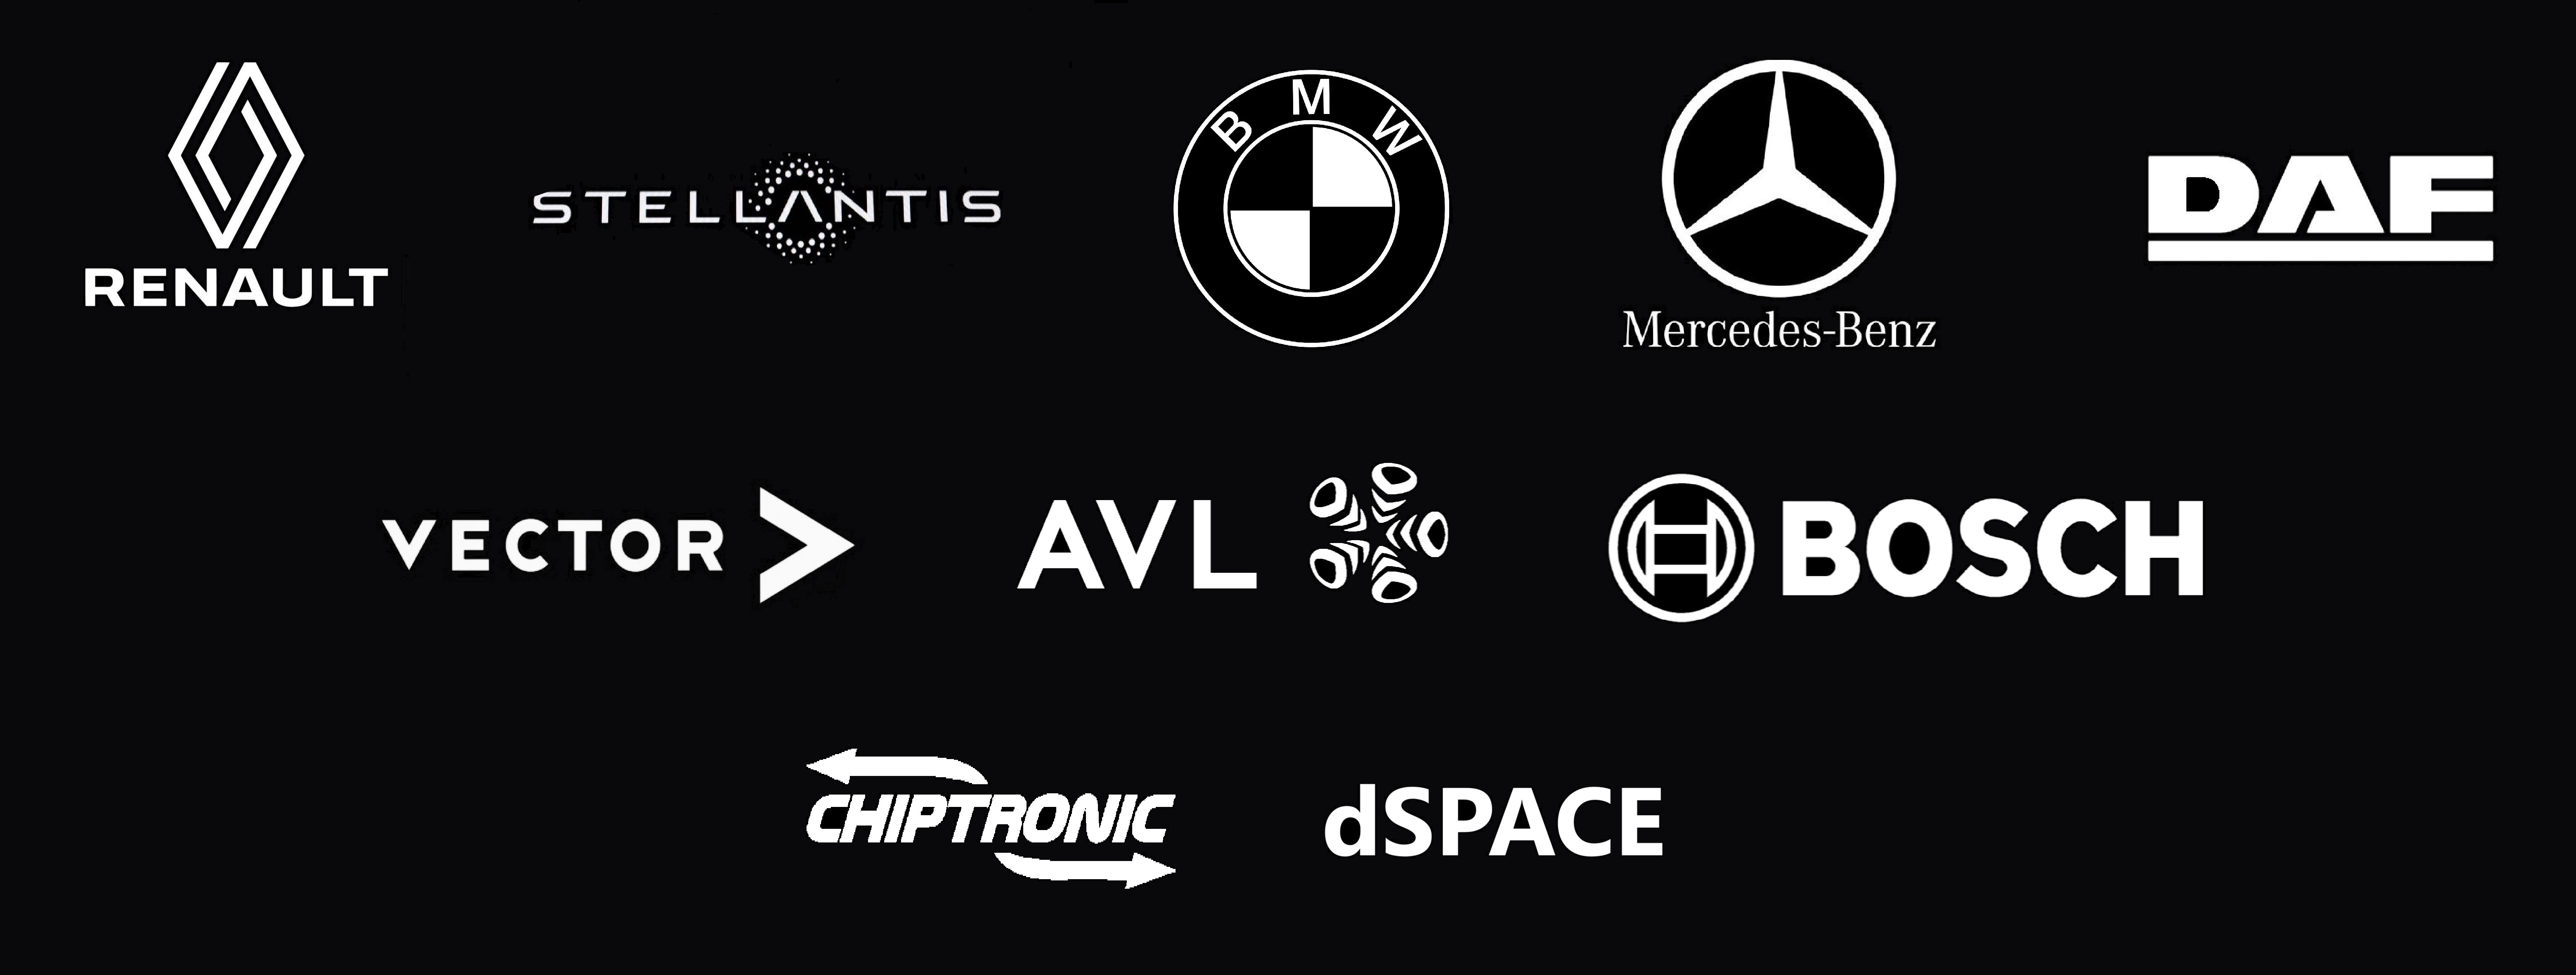 RENAULT
STELLANTIS
BMW
Mercedes-Benz
DAF
VECTOR
AVL
BOSCH
CHIPTRONIC
dSPACE